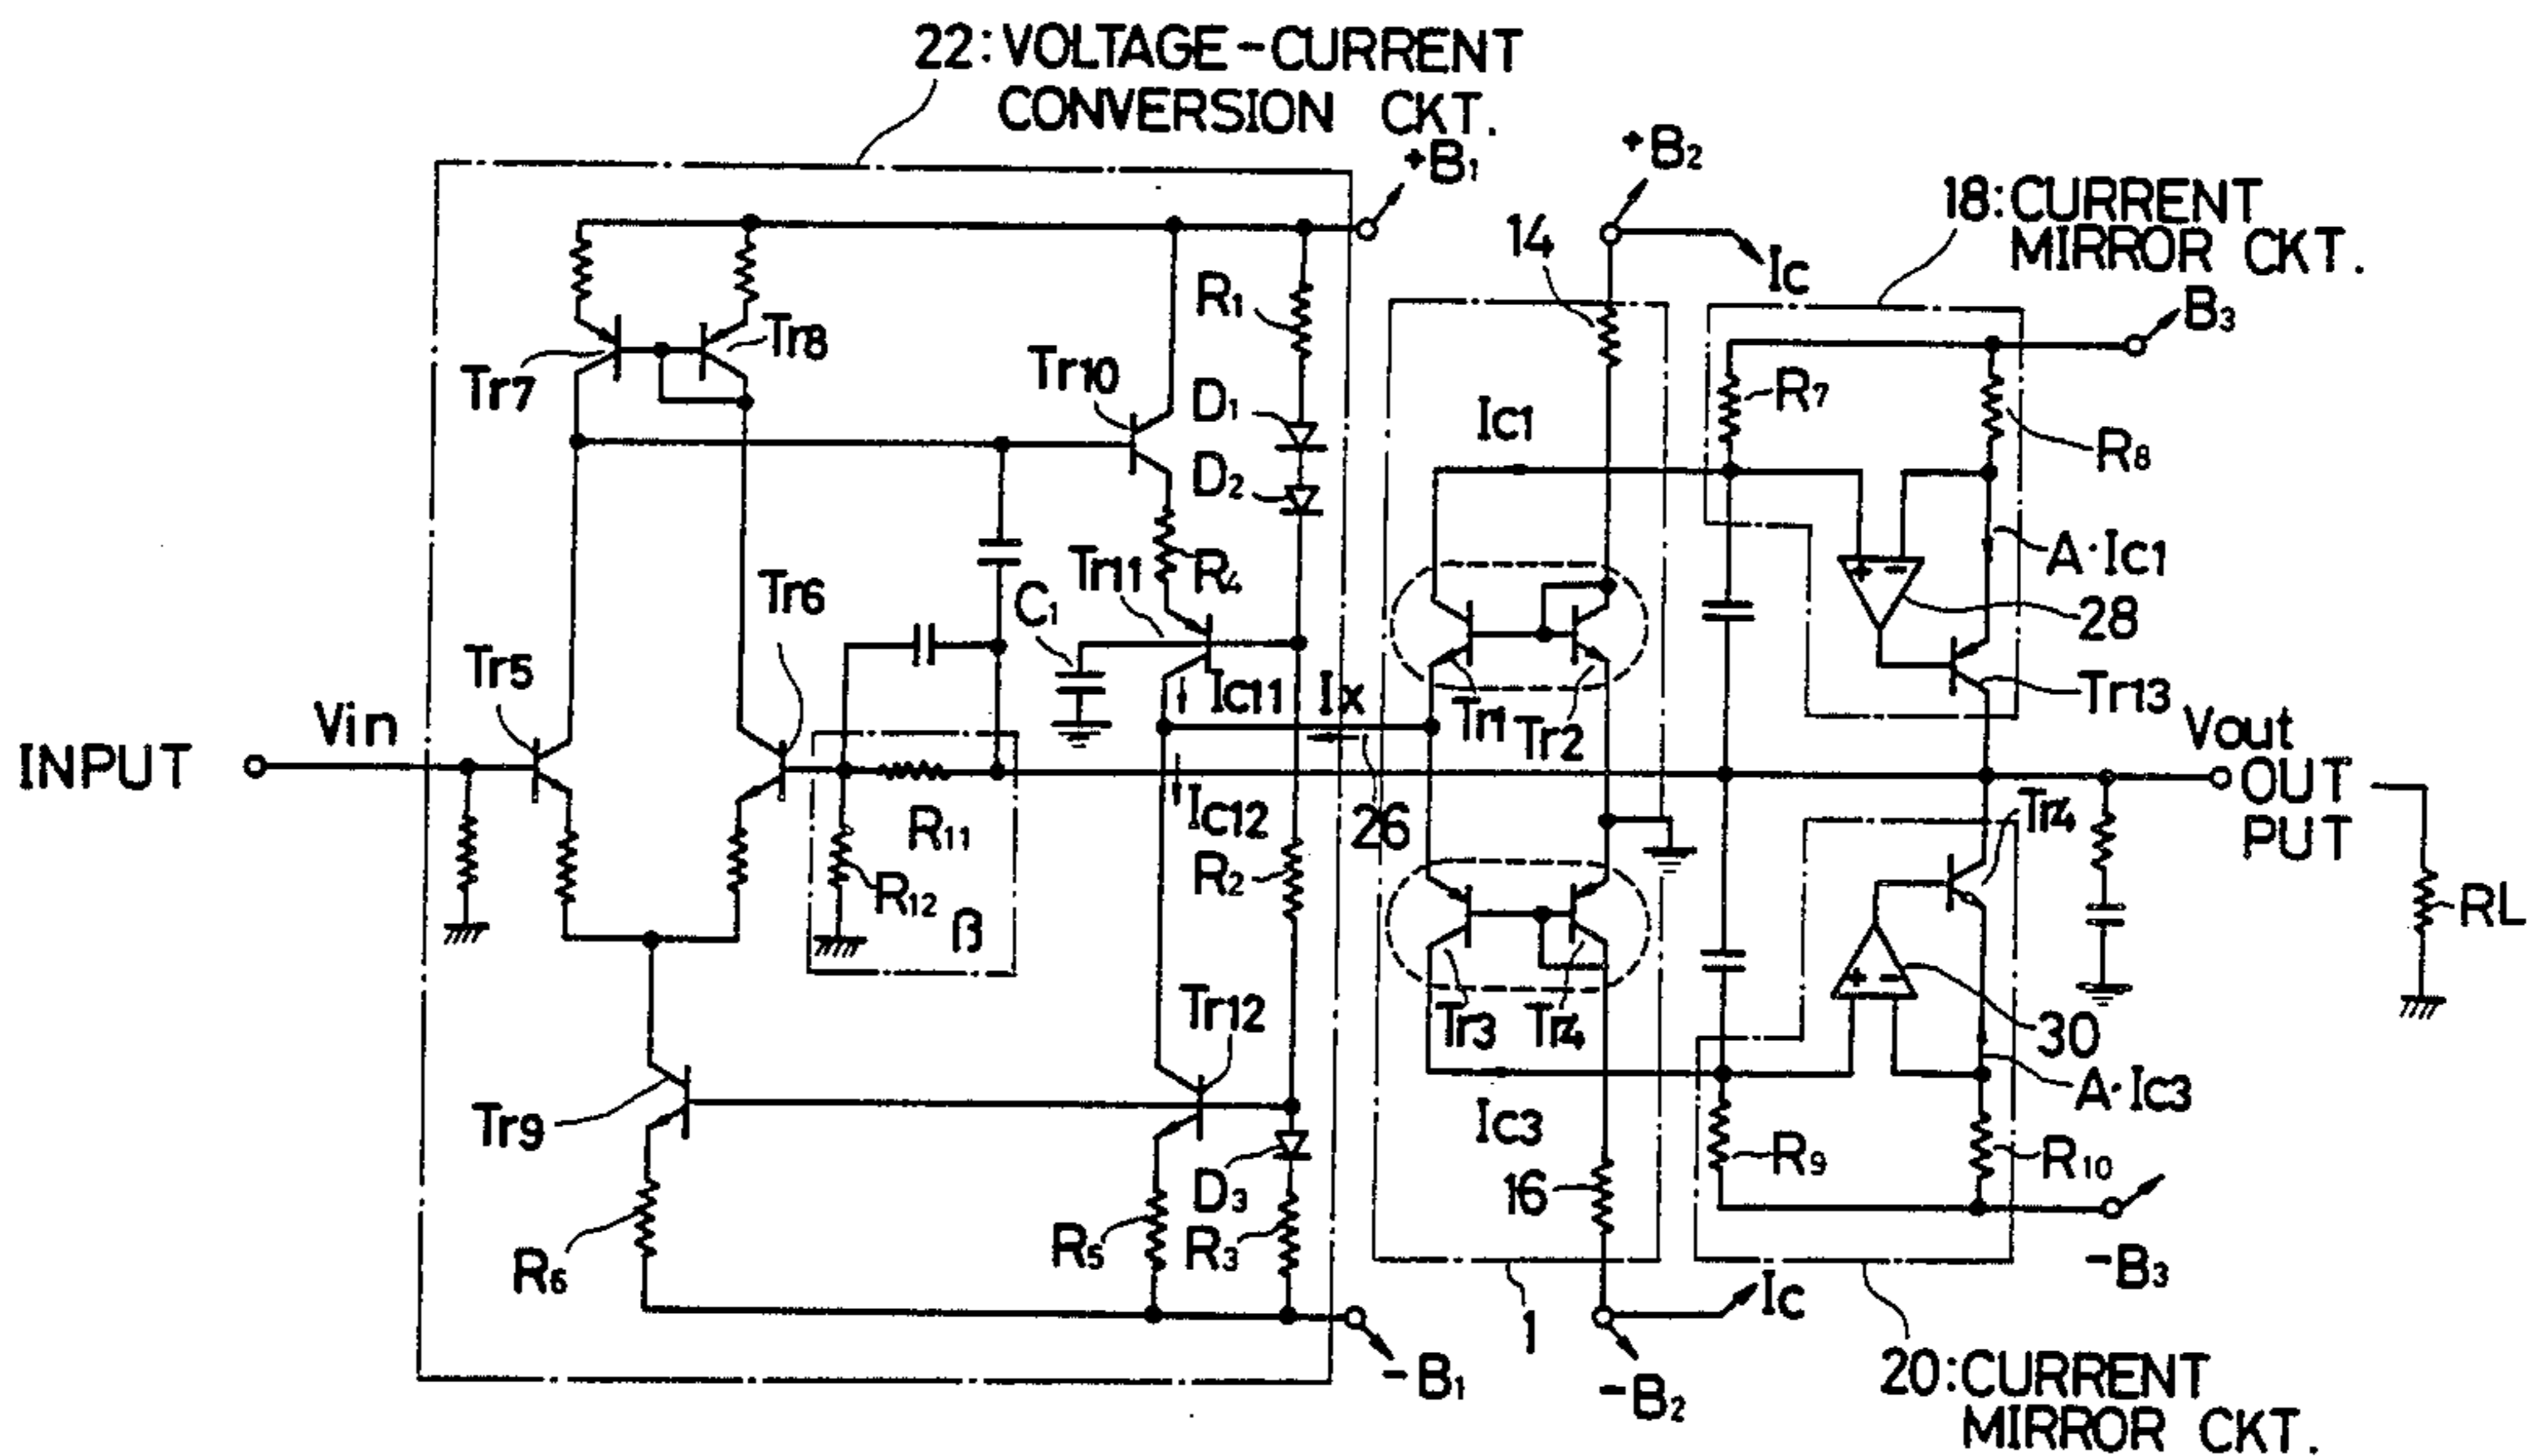 22:VOLTAGE-CURRENT
CONVERSION CKT.
+B1
+B2
18:CURRENT
MIRROR CKT.
14
Ic
B3
R1
R7
Tr7
Tr8
Tr10
D1
Ic1
R8
D2
A·Ic1
R4
Tr11
28
C1
Tr6
Tr5
Ic11
Ix
Tr1
Tr2
Tr13
Vin
Vout
INPUT
OUT
PUT
Ic12
26
Tr4
R11
R2
R12
β
RL
Tr12
Tr3
Tr4
30
A·Ic3
Tr9
Ic3
R9
R10
D3
16
R6
R5
R3
-B3
Ic
1
-B1
-B2
20:CURRENT
MIRROR CKT.
+
-
+
-